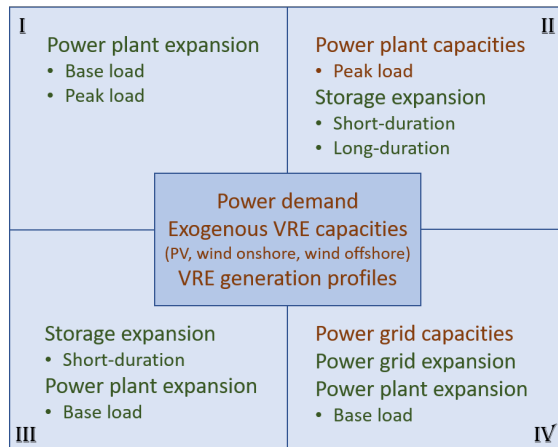 I
Power plant expansion
• Base load
• Peak load
II
Power plant capacities
• Peak load
Storage expansion
• Short-duration
• Long-duration
Power demand
Exogenous VRE capacities
(PV, wind onshore, wind offshore)
VRE generation profiles
Storage expansion
• Short-duration
Power plant expansion
• Base load
III
Power grid capacities
Power grid expansion
Power plant expansion
• Base load
IV